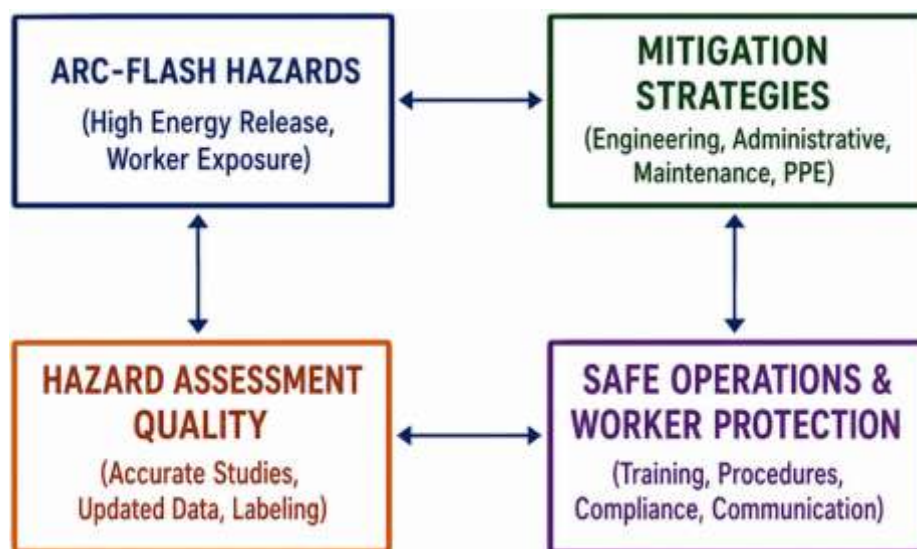 ARC-FLASH HAZARDS
(High Energy Release,
Worker Exposure)
MITIGATION
STRATEGIES
(Engineering, Administrative,
Maintenance, PPE)
HAZARD ASSESSMENT
QUALITY
(Accurate Studies,
Updated Data, Labeling)
SAFE OPERATIONS &
WORKER PROTECTION
(Training, Procedures,
Compliance, Communication)